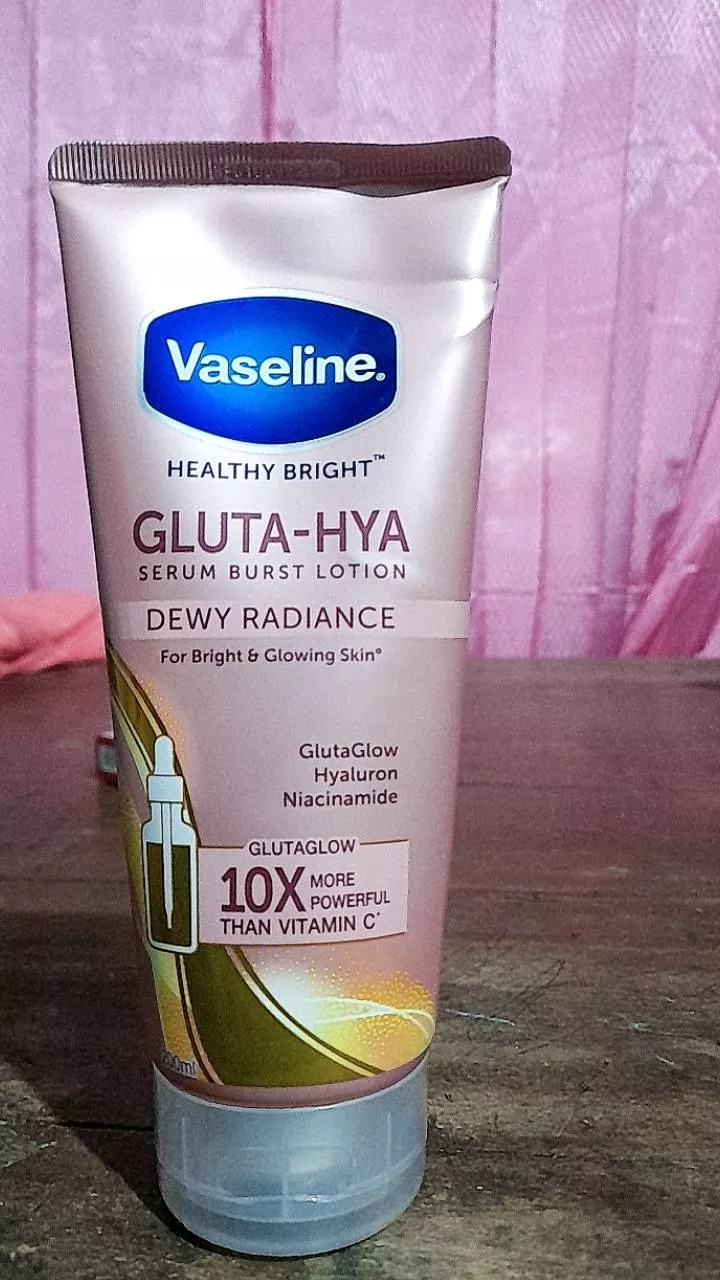 Vaseline®
HEALTHY BRIGHT™
GLUTA-HYA
SERUM BURST LOTION
DEWY RADIANCE
For Bright & Glowing Skin°
GlutaGlow
Hyaluron
Niacinamide
GLUTAGLOW
10X MORE
POWERFUL
THAN VITAMIN C*